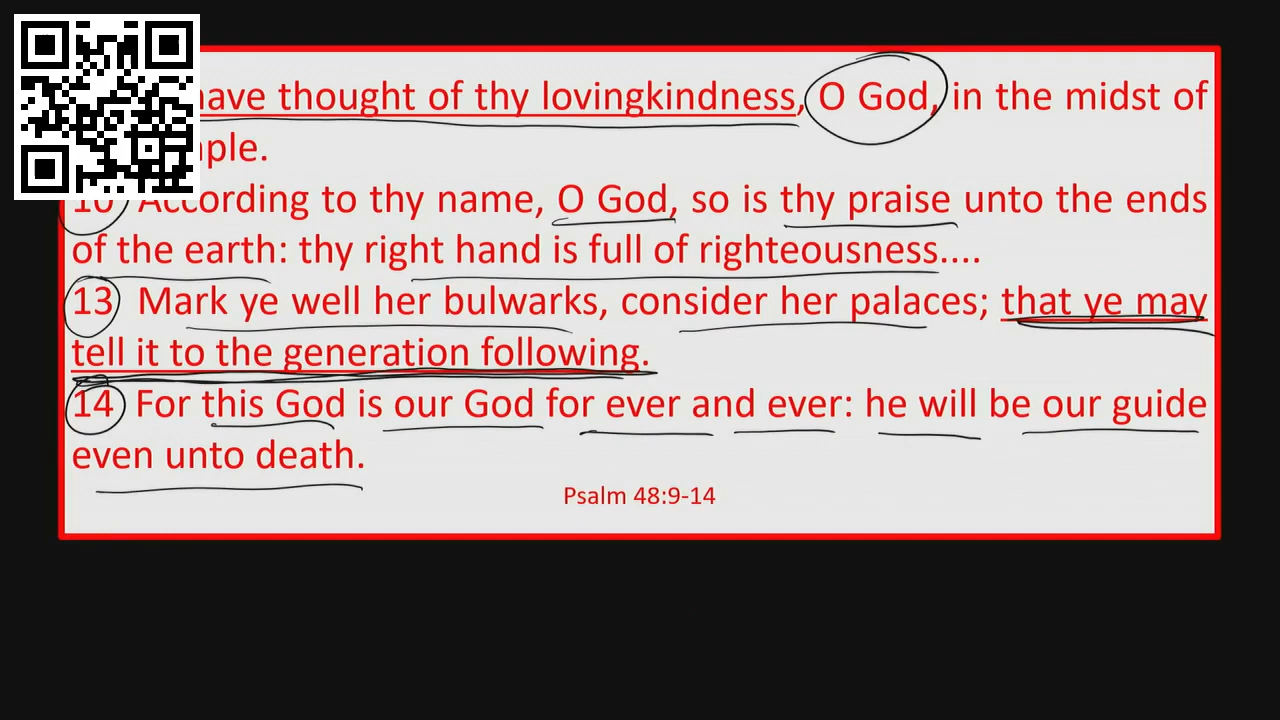 have thought of thy lovingkindness, O God, in the midst of
10 According to thy name, O God, so is thy praise unto the ends
of the earth: thy right hand is full of righteousness....
13 Mark ye well her bulwarks, consider her palaces; that ye may
tell it to the generation following.
14 For this God is our God for ever and ever: he will be our guide
even unto death.
Psalm 48:9-14